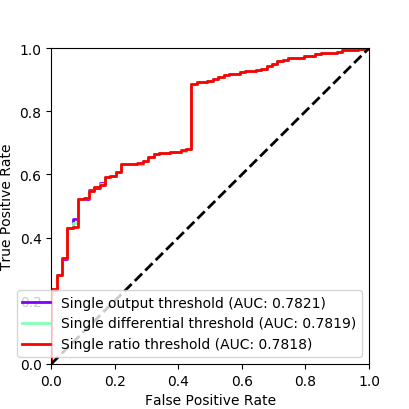 1.0
0.8
0.6
0.4
0.2
0.0
True Positive Rate
Single output threshold (AUC: 0.7821)
Single differential threshold (AUC: 0.7819)
Single ratio threshold (AUC: 0.7818)
0.0 0.2 0.4 0.6 0.8 1.0
False Positive Rate